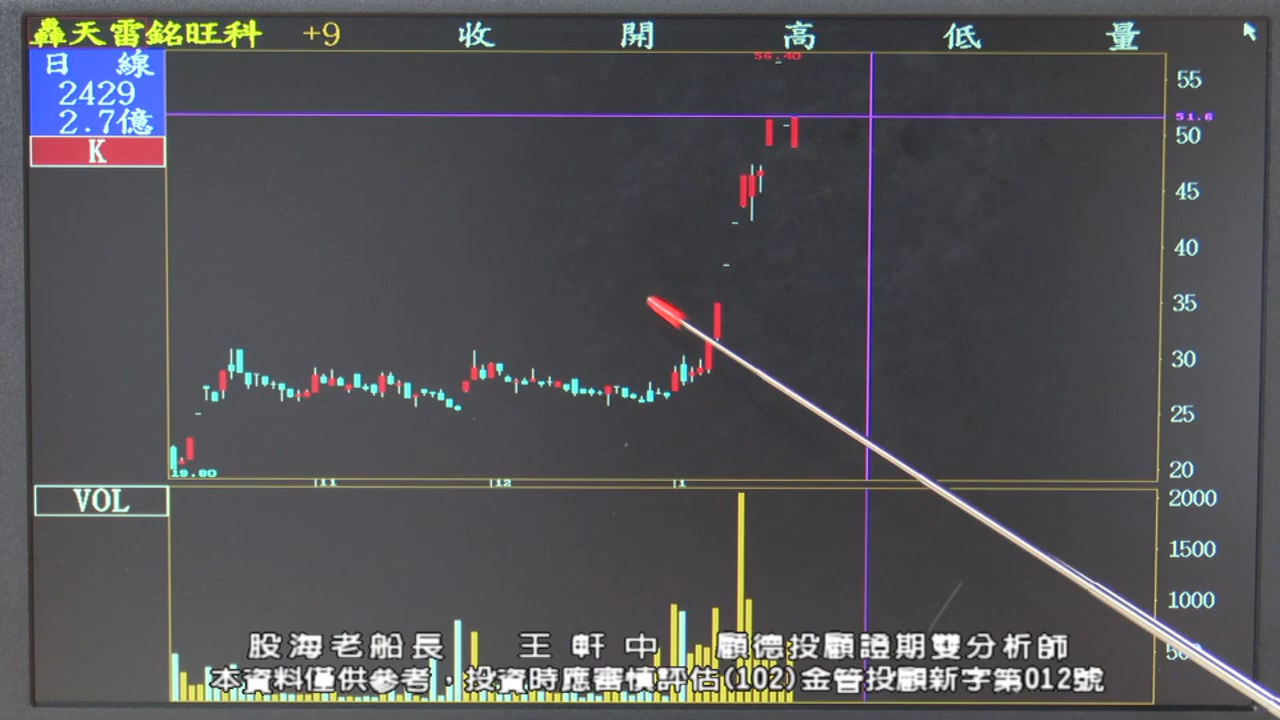 轟天雷銘旺科 +9 收 開 高 低 量
日 線
2429
2.7億
K
56.40
55
51.6
50
45
40
35
30
25
20
19.80
11 12 1
VOL
2000
1500
1000
股海老船長 王軒中 顧德投顧證期雙分析師
本資料僅供參考，投資時應審慎評估(102)金管投顧新字第012號